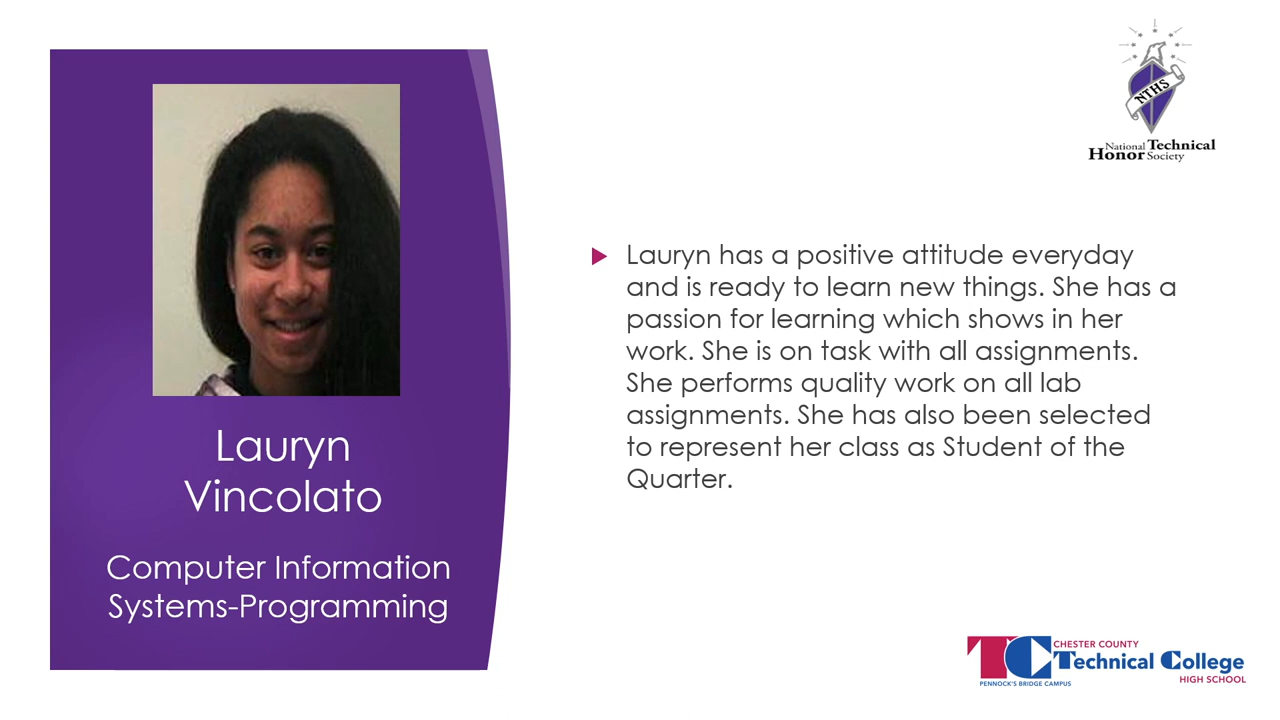 Lauryn
Vincolato
Computer Information
Systems-Programming
NTHS
National Technical
Honor Society
Lauryn has a positive attitude everyday
and is ready to learn new things. She has a
passion for learning which shows in her
work. She is on task with all assignments.
She performs quality work on all lab
assignments. She has also been selected
to represent her class as Student of the
Quarter.
TC
CHESTER COUNTY
Technical College
HIGH SCHOOL
PENNOCK'S BRIDGE CAMPUS